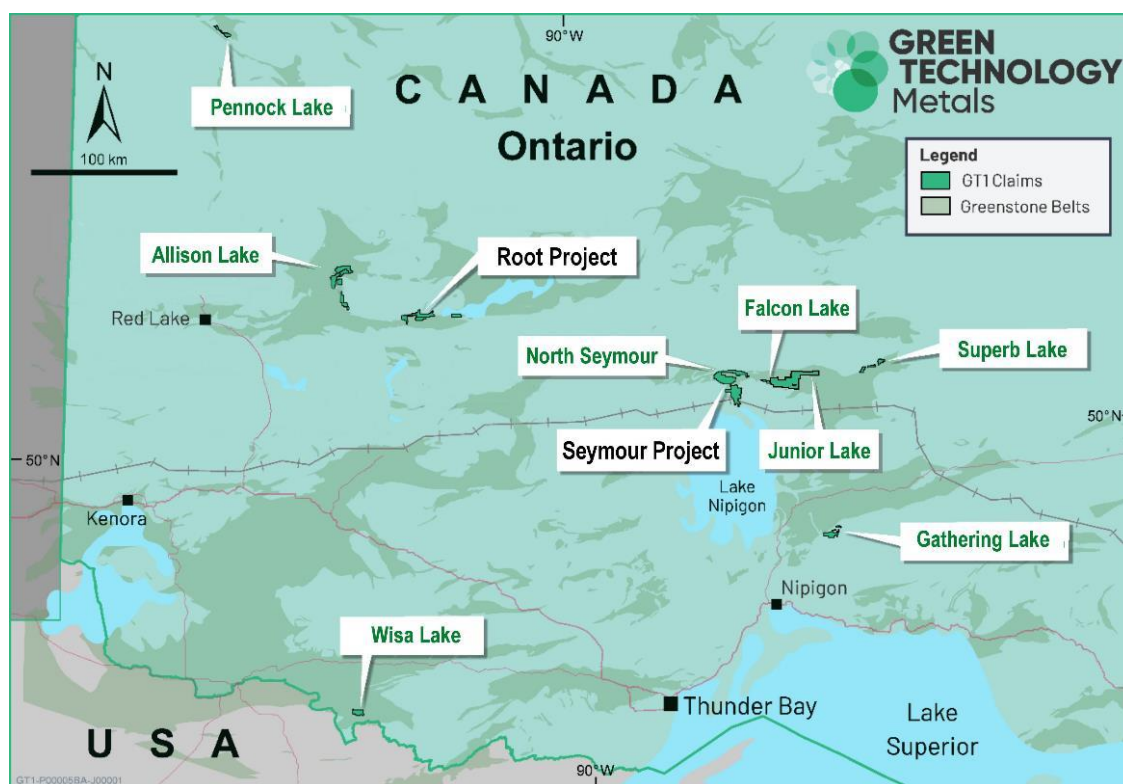 90°W
GREEN
TECHNOLOGY
Metals
N
100 km
Pennock Lake
C A N A D A
Ontario
Legend
GT1 Claims
Greenstone Belts
Allison Lake
Root Project
Red Lake
Falcon Lake
North Seymour
Superb Lake
50°N
Seymour Project
Junior Lake
50°N
Lake
Nipigon
Kenora
Gathering Lake
Nipigon
Wisa Lake
Thunder Bay
Lake
Superior
U S A
90°W
GT1-P00005BA-J00001